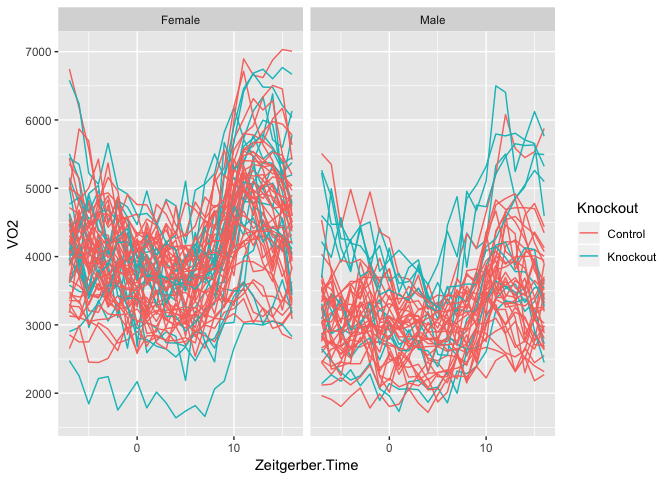 Female Male
7000
6000
5000
4000
3000
2000
VO2
0 10 0 10
Zeitgerber.Time
Knockout
Control
Knockout